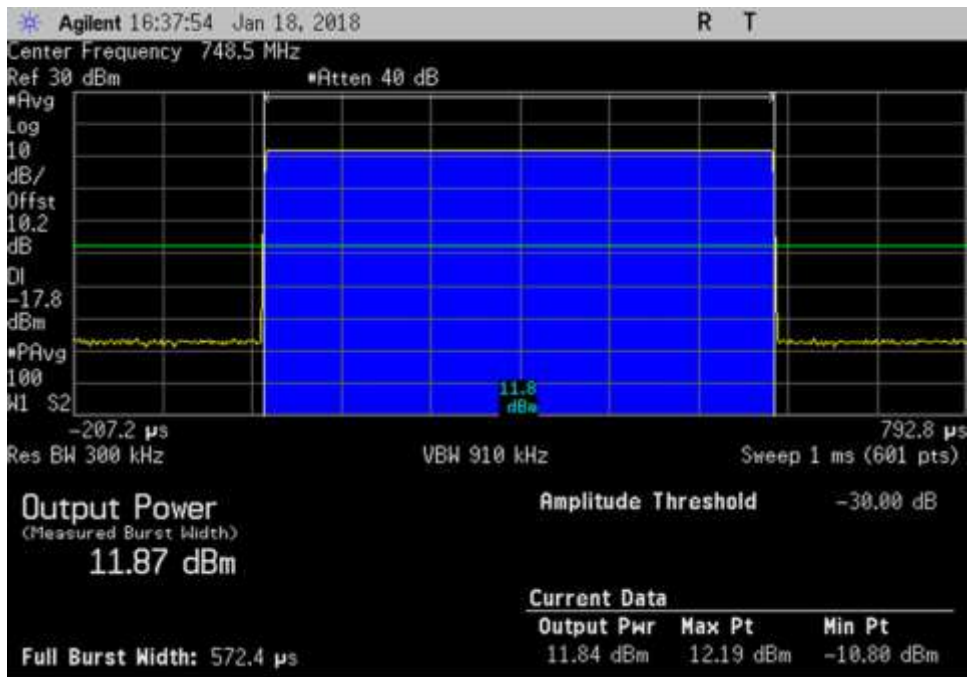 Agilent 16:37:54 Jan 18, 2018 R T
Center Frequency 748.5 MHz
Ref 30 dBm #Atten 40 dB
#Avg
Log
10
dB/
Offst
10.2
dB
DI
-17.8
dBm
#PAvg
100
W1 S2
11.8
dBm
-207.2 µs 792.8 µs
Res BW 300 kHz VBW 910 kHz Sweep 1 ms (601 pts)
Output Power Amplitude Threshold -30.00 dB
(Measured Burst Width)
11.87 dBm
Current Data
Output Pwr Max Pt Min Pt
Full Burst Width: 572.4 µs 11.84 dBm 12.19 dBm -10.80 dBm